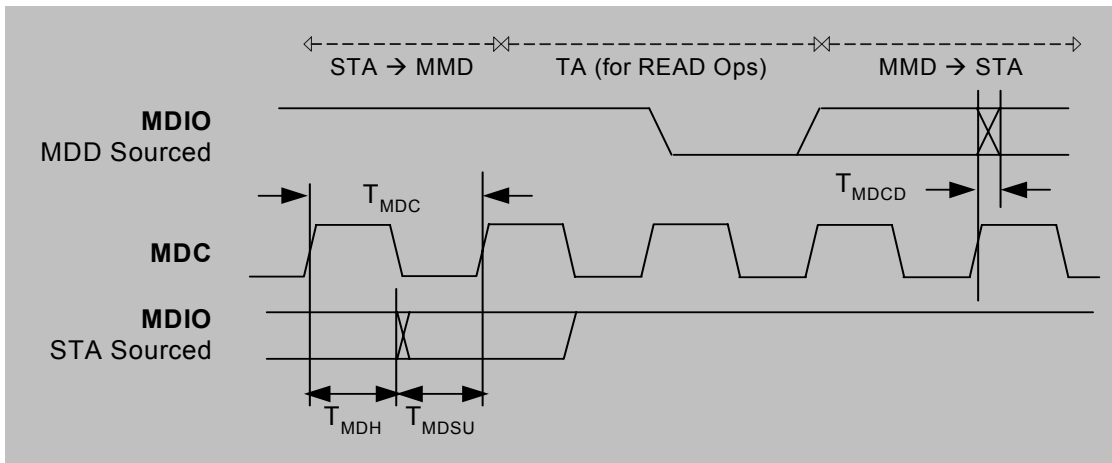 STA → MMD
TA (for READ Ops)
MMD → STA
MDIO
MDD Sourced
TMDC
TMDCD
MDC
MDIO
STA Sourced
TMDH
TMDSU